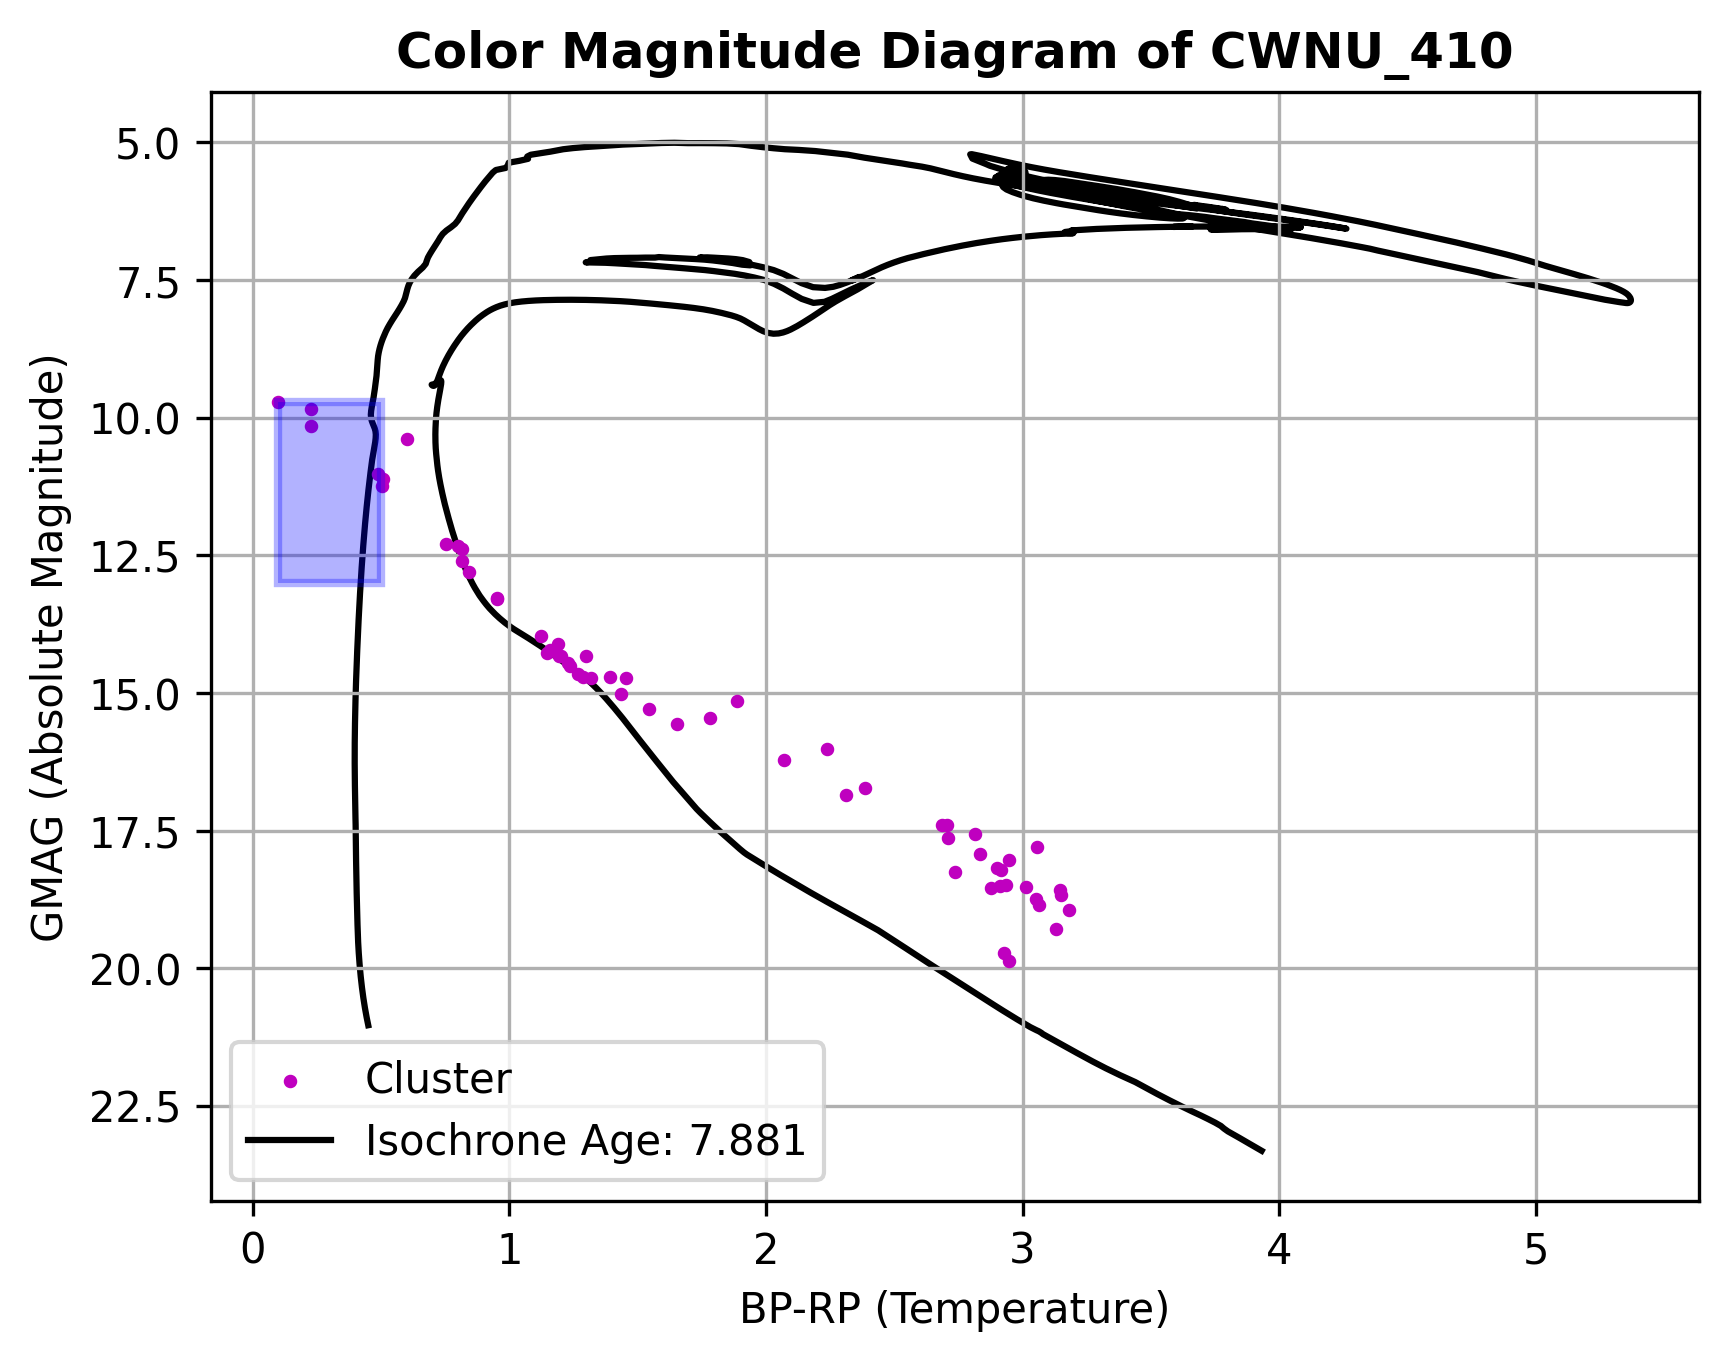 Color Magnitude Diagram of CWNU_410
GMAG (Absolute Magnitude)
5.0
7.5
10.0
12.5
15.0
17.5
20.0
22.5
Cluster
Isochrone Age: 7.881
0 1 2 3 4 5
BP-RP (Temperature)